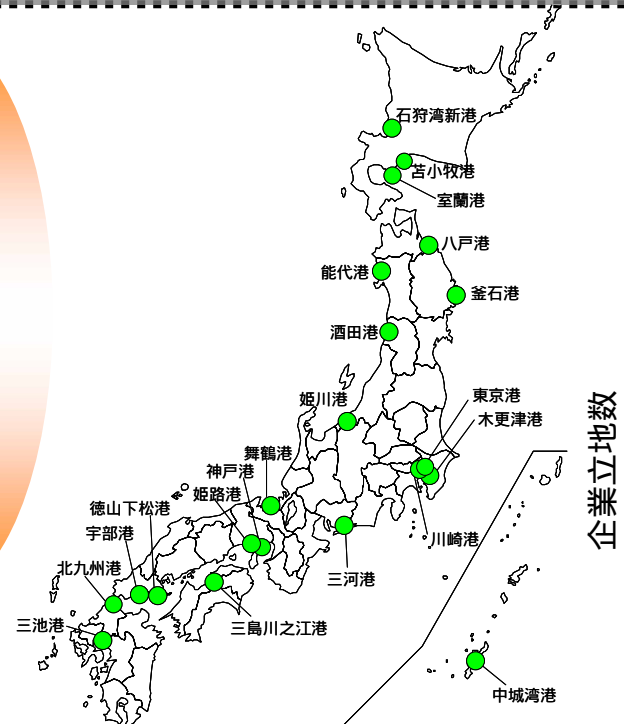 石狩湾新港
苫小牧港
室蘭港
八戸港
能代港
釜石港
酒田港
姫川港
東京港
木更津港
舞鶴港
神戸港
姫路港
徳山下松港
宇部港
川崎港
北九州港
三河港
三池港
三島川之江港
中城湾港
企業立地数